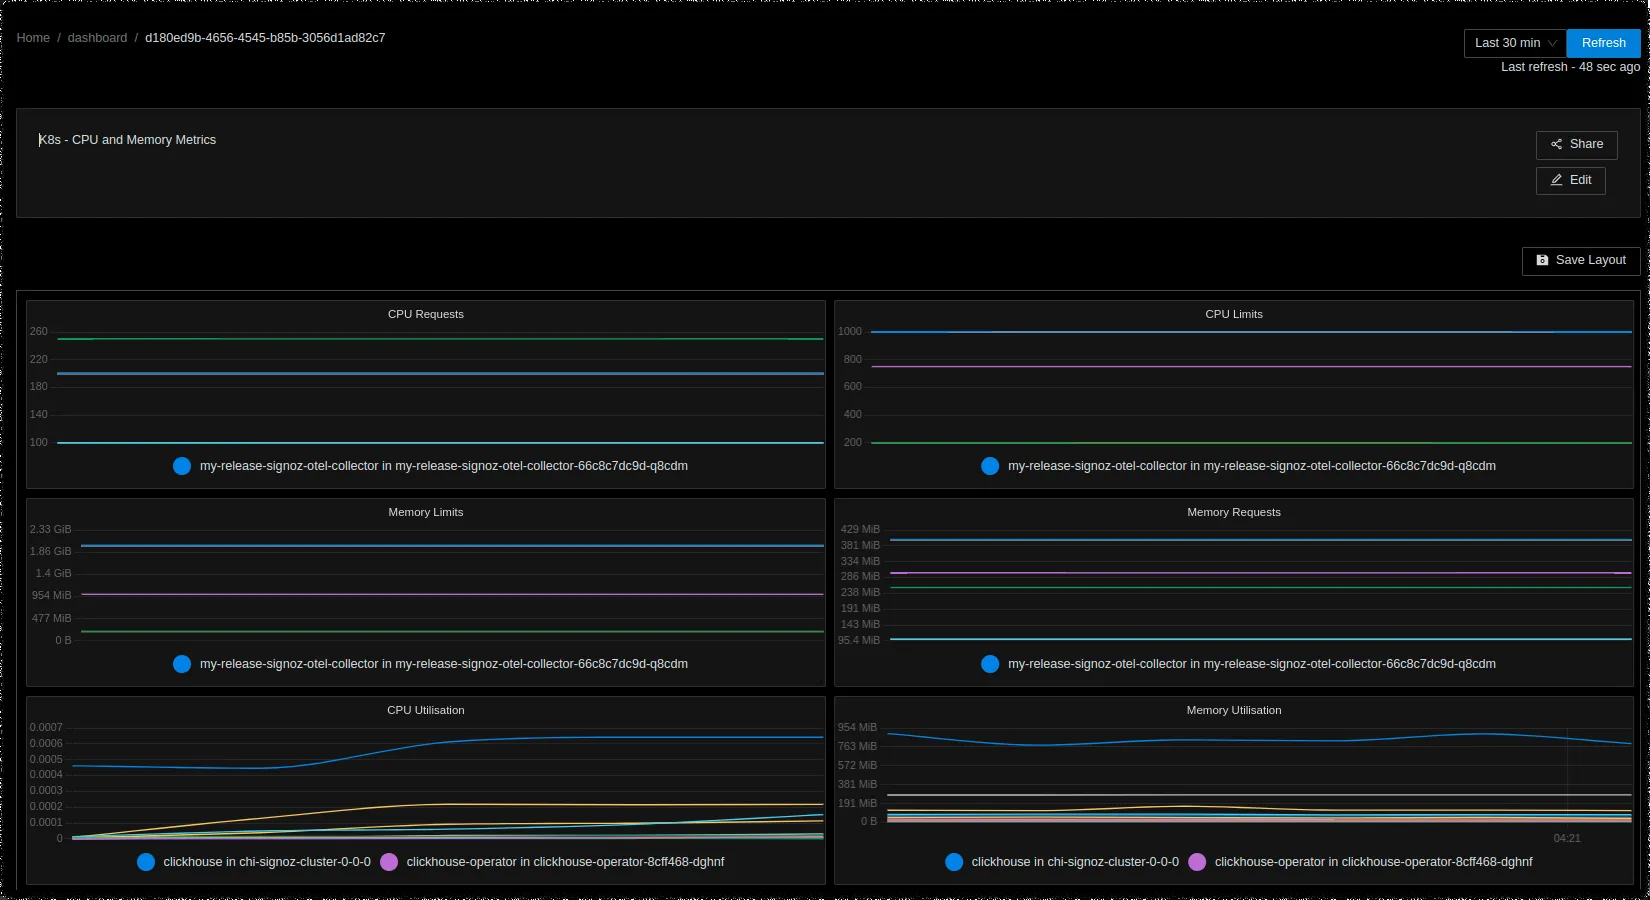 Home / dashboard / d180ed9b-4656-4545-b85b-3056d1ad82c7
Last 30 min
Refresh
Last refresh - 48 sec ago
K8s - CPU and Memory Metrics
Share
Edit
Save Layout
CPU Requests
260
220
180
140
100
my-release-signoz-otel-collector in my-release-signoz-otel-collector-66c8c7dc9d-q8cdm
CPU Limits
1000
800
600
400
200
my-release-signoz-otel-collector in my-release-signoz-otel-collector-66c8c7dc9d-q8cdm
Memory Limits
2.33 GiB
1.86 GiB
1.4 GiB
954 MiB
477 MiB
0 B
my-release-signoz-otel-collector in my-release-signoz-otel-collector-66c8c7dc9d-q8cdm
Memory Requests
429 MiB
381 MiB
334 MiB
286 MiB
238 MiB
191 MiB
143 MiB
95.4 MiB
my-release-signoz-otel-collector in my-release-signoz-otel-collector-66c8c7dc9d-q8cdm
CPU Utilisation
0.0007
0.0006
0.0005
0.0004
0.0003
0.0002
0.0001
0
clickhouse in chi-signoz-cluster-0-0-0 clickhouse-operator in clickhouse-operator-8cff468-dghnf
Memory Utilisation
954 MiB
763 MiB
572 MiB
381 MiB
191 MiB
0 B
04:21
clickhouse in chi-signoz-cluster-0-0-0 clickhouse-operator in clickhouse-operator-8cff468-dghnf